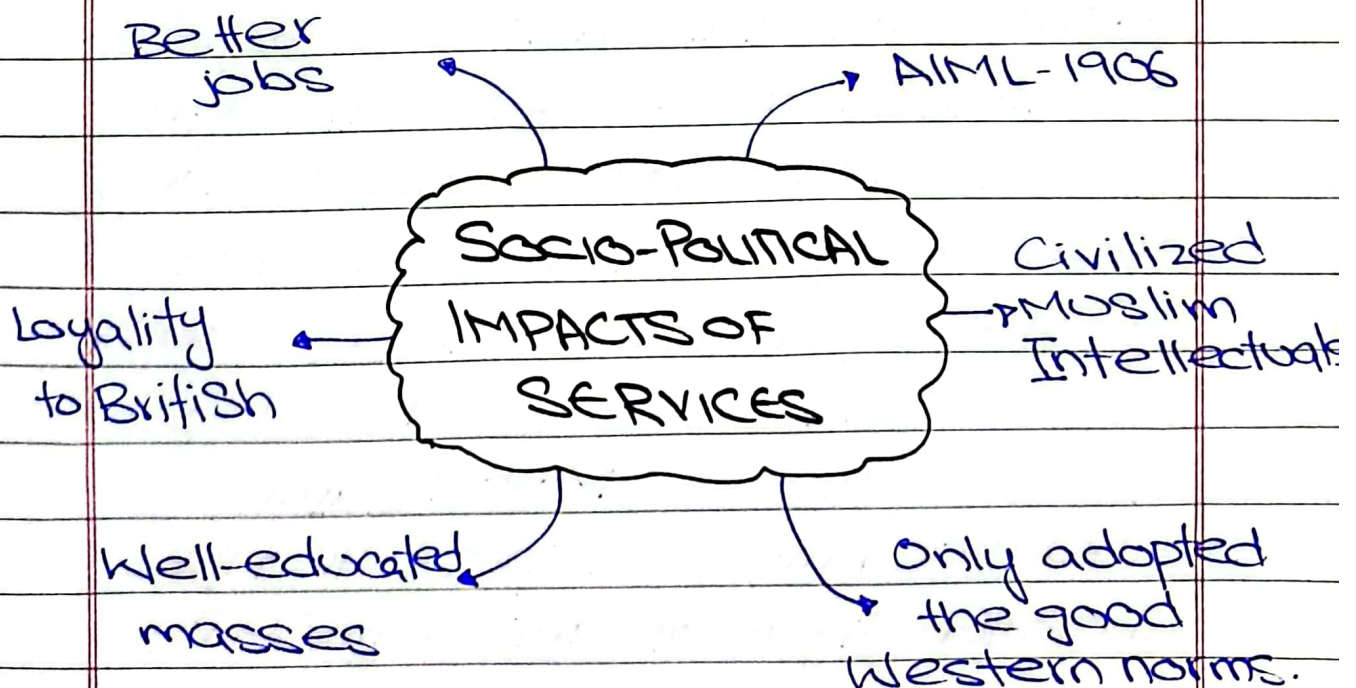 Better
jobs
AIML-1906
SOCIO-POLITICAL
IMPACTS OF
SERVICES
Civilized
Muslim
Intellectuals
Loyality
to British
Well-educated
masses
Only adopted
the good
Western norms.